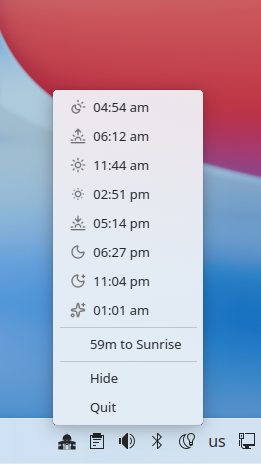 04:54 am
06:12 am
11:44 am
02:51 pm
05:14 pm
06:27 pm
11:04 pm
01:01 am
59m to Sunrise
Hide
Quit
us